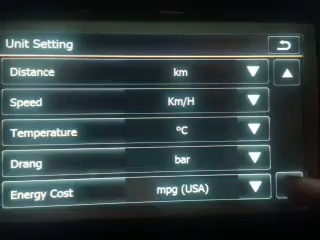 Unit Setting
Distance km
Speed Km/H
Temperature °C
Drang bar
Energy Cost mpg (USA)